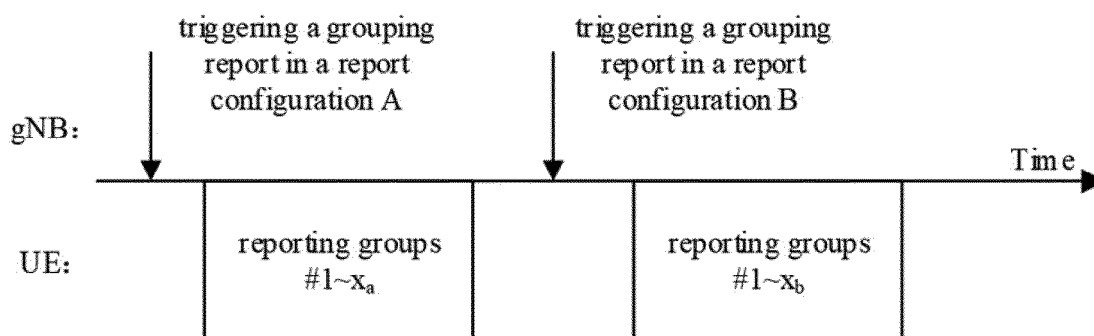 triggering a grouping
report in a report
configuration A
triggering a grouping
report in a report
configuration B
gNB:
Time
UE:
reporting groups
#1~xa
reporting groups
#1~xb